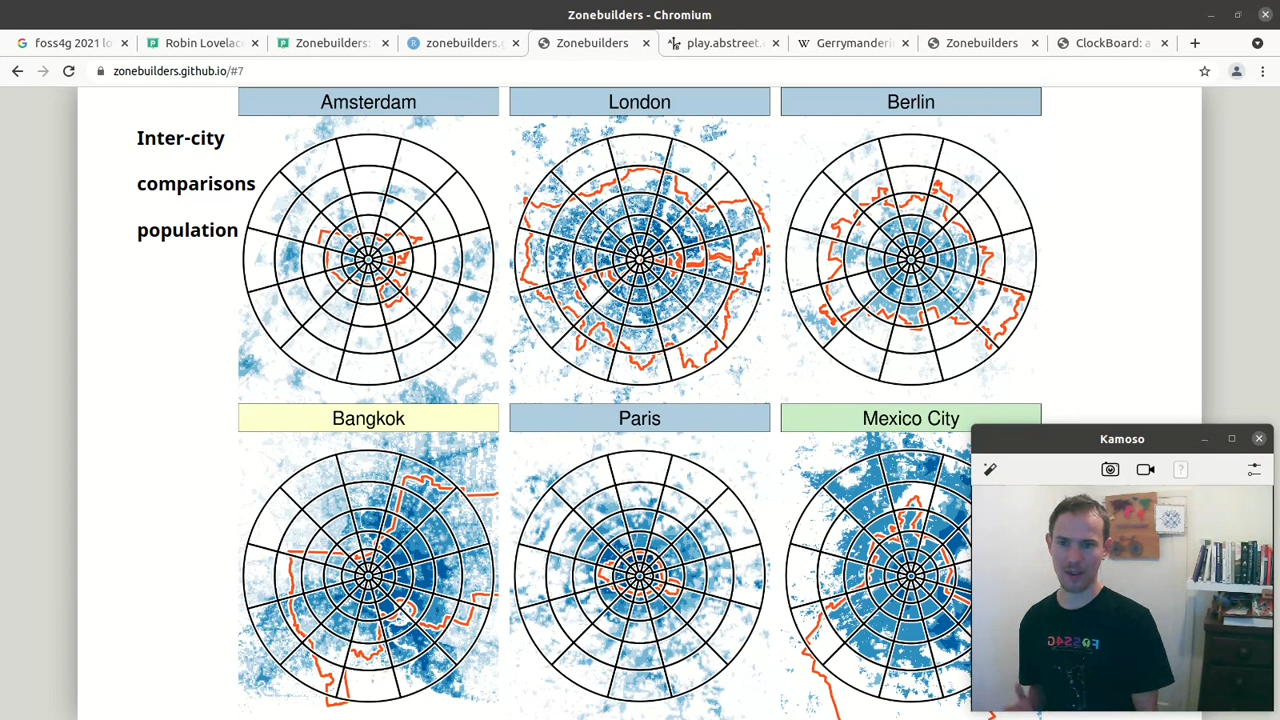 Zonebuilders - Chromium
foss4g 2021 lo
Robin Lovelac
Zonebuilders:
zonebuilders.g
Zonebuilders
play.abstreet.
Gerrymanderi
Zonebuilders
ClockBoard: a
zonebuilders.github.io/#7
Amsterdam
London
Berlin
Inter-city
comparisons
population
Bangkok
Paris
Mexico City
Kamoso
FOSS4G